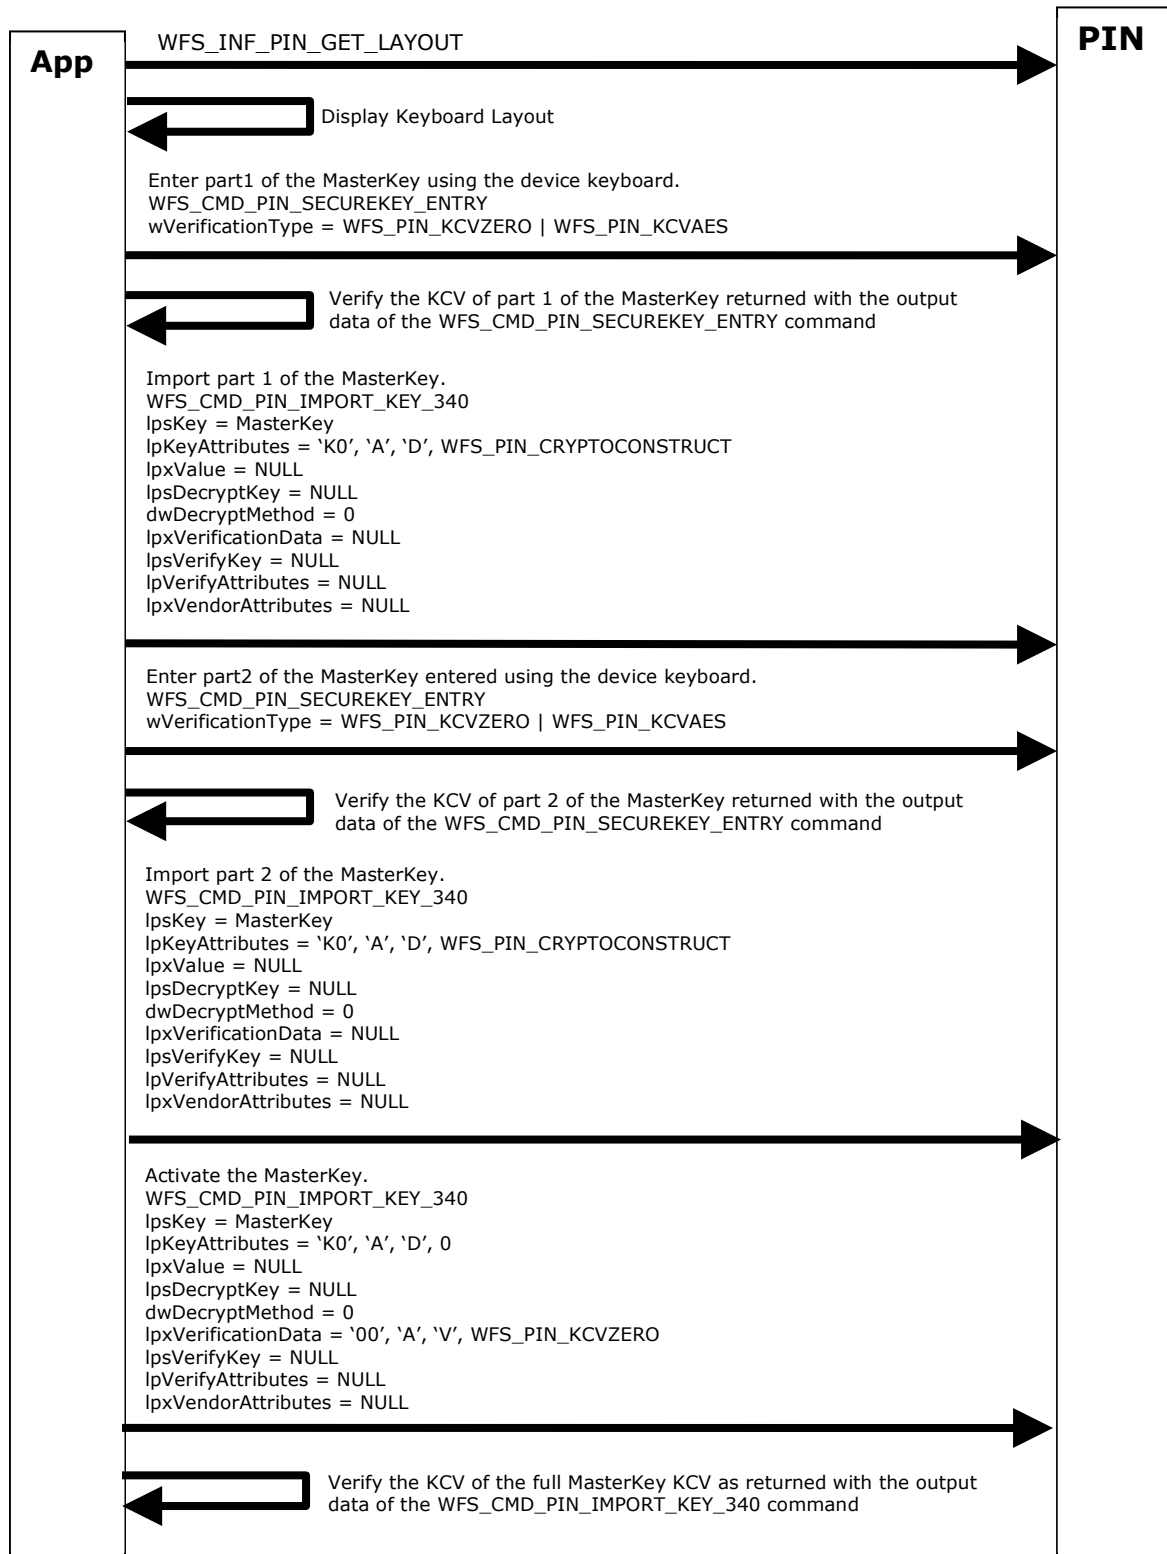 App
PIN
WFS_INF_PIN_GET_LAYOUT
Display Keyboard Layout
Enter part1 of the MasterKey using the device keyboard.
WFS_CMD_PIN_SECUREKEY_ENTRY
wVerificationType = WFS_PIN_KCVZERO | WFS_PIN_KCVAES
Verify the KCV of part 1 of the MasterKey returned with the output
data of the WFS_CMD_PIN_SECUREKEY_ENTRY command
Import part 1 of the MasterKey.
WFS_CMD_PIN_IMPORT_KEY_340
lpsKey = MasterKey
lpKeyAttributes = ‘K0’, ‘A’, ‘D’, WFS_PIN_CRYPTOCONSTRUCT
lpxValue = NULL
lpsDecryptKey = NULL
dwDecryptMethod = 0
lpxVerificationData = NULL
lpsVerifyKey = NULL
lpVerifyAttributes = NULL
lpxVendorAttributes = NULL
Enter part2 of the MasterKey entered using the device keyboard.
WFS_CMD_PIN_SECUREKEY_ENTRY
wVerificationType = WFS_PIN_KCVZERO | WFS_PIN_KCVAES
Verify the KCV of part 2 of the MasterKey returned with the output
data of the WFS_CMD_PIN_SECUREKEY_ENTRY command
Import part 2 of the MasterKey.
WFS_CMD_PIN_IMPORT_KEY_340
lpsKey = MasterKey
lpKeyAttributes = ‘K0’, ‘A’, ‘D’, WFS_PIN_CRYPTOCONSTRUCT
lpxValue = NULL
lpsDecryptKey = NULL
dwDecryptMethod = 0
lpxVerificationData = NULL
lpsVerifyKey = NULL
lpVerifyAttributes = NULL
lpxVendorAttributes = NULL
Activate the MasterKey.
WFS_CMD_PIN_IMPORT_KEY_340
lpsKey = MasterKey
lpKeyAttributes = ‘K0’, ‘A’, ‘D’, 0
lpxValue = NULL
lpsDecryptKey = NULL
dwDecryptMethod = 0
lpxVerificationData = ‘00’, ‘A’, ‘V’, WFS_PIN_KCVZERO
lpsVerifyKey = NULL
lpVerifyAttributes = NULL
lpxVendorAttributes = NULL
Verify the KCV of the full MasterKey KCV as returned with the output
data of the WFS_CMD_PIN_IMPORT_KEY_340 command